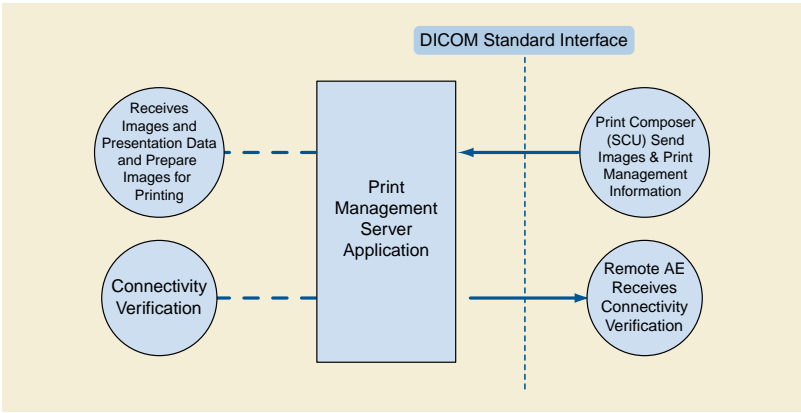 DICOM Standard Interface
Receives
Images and
Presentation Data
and Prepare
Images for
Printing
Print
Management
Server
Application
Print Composer
(SCU) Send
Images & Print
Management
Information
Connectivity
Verification
Remote AE
Receives
Connectivity
Verification